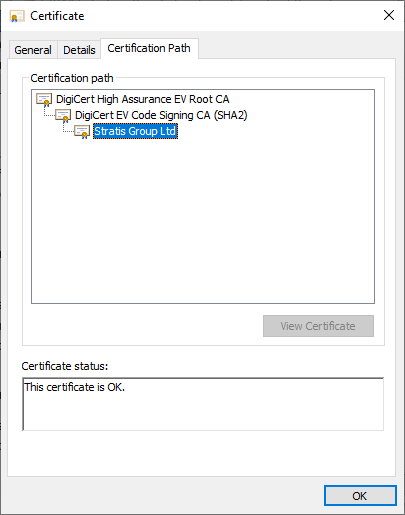 Certificate
General
Details
Certification Path
Certification path
DigiCert High Assurance EV Root CA
DigiCert EV Code Signing CA (SHA2)
Stratis Group Ltd
View Certificate
Certificate status:
This certificate is OK.
OK